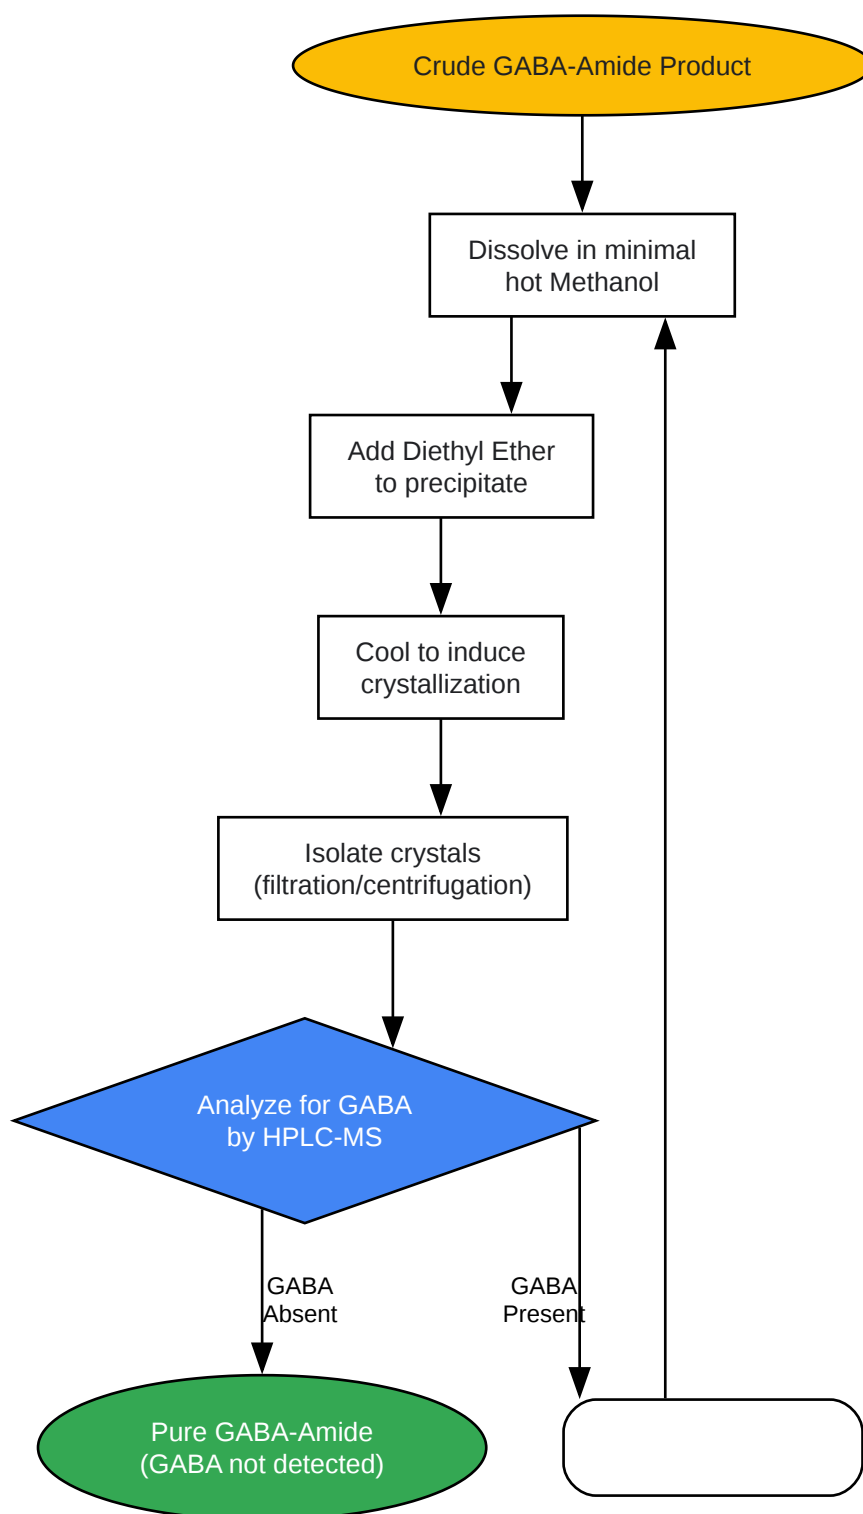 Crude GABA-Amide Product
Dissolve in minimal
hot Methanol
Add Diethyl Ether
to precipitate
Cool to induce
crystallization
Isolate crystals
(filtration/centrifugation)
Analyze for GABA
by HPLC-MS
GABA
Absent
GABA
Present
Pure GABA-Amide
(GABA not detected)